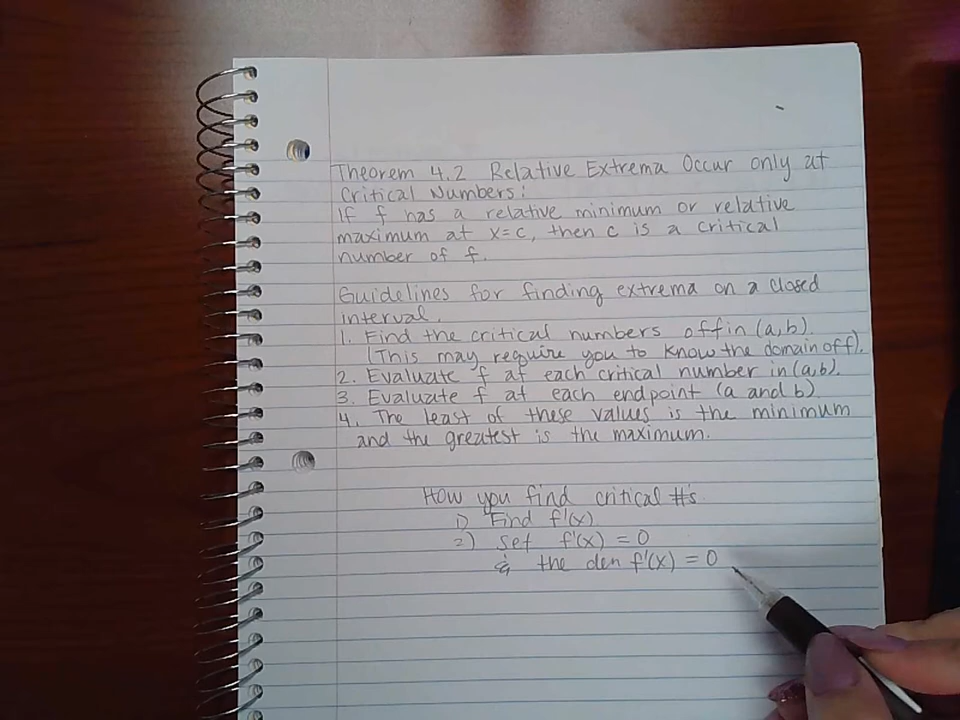 Theorem 4.2 Relative Extrema Occur only at
Critical Numbers:
If f has a relative minimum or relative
maximum at x=c, then c is a critical
number of f.
Guidelines for finding extrema on a closed
interval.
1. Find the critical numbers of f in (a,b).
(This may require you to know the domain of f).
2. Evaluate f at each critical number in (a,b).
3. Evaluate f at each endpoint (a and b)
4. The least of these values is the minimum
and the greatest is the maximum.
How you find critical #'s
1) Find f'(x)
2) set f'(x) = 0
& the den f'(x) = 0